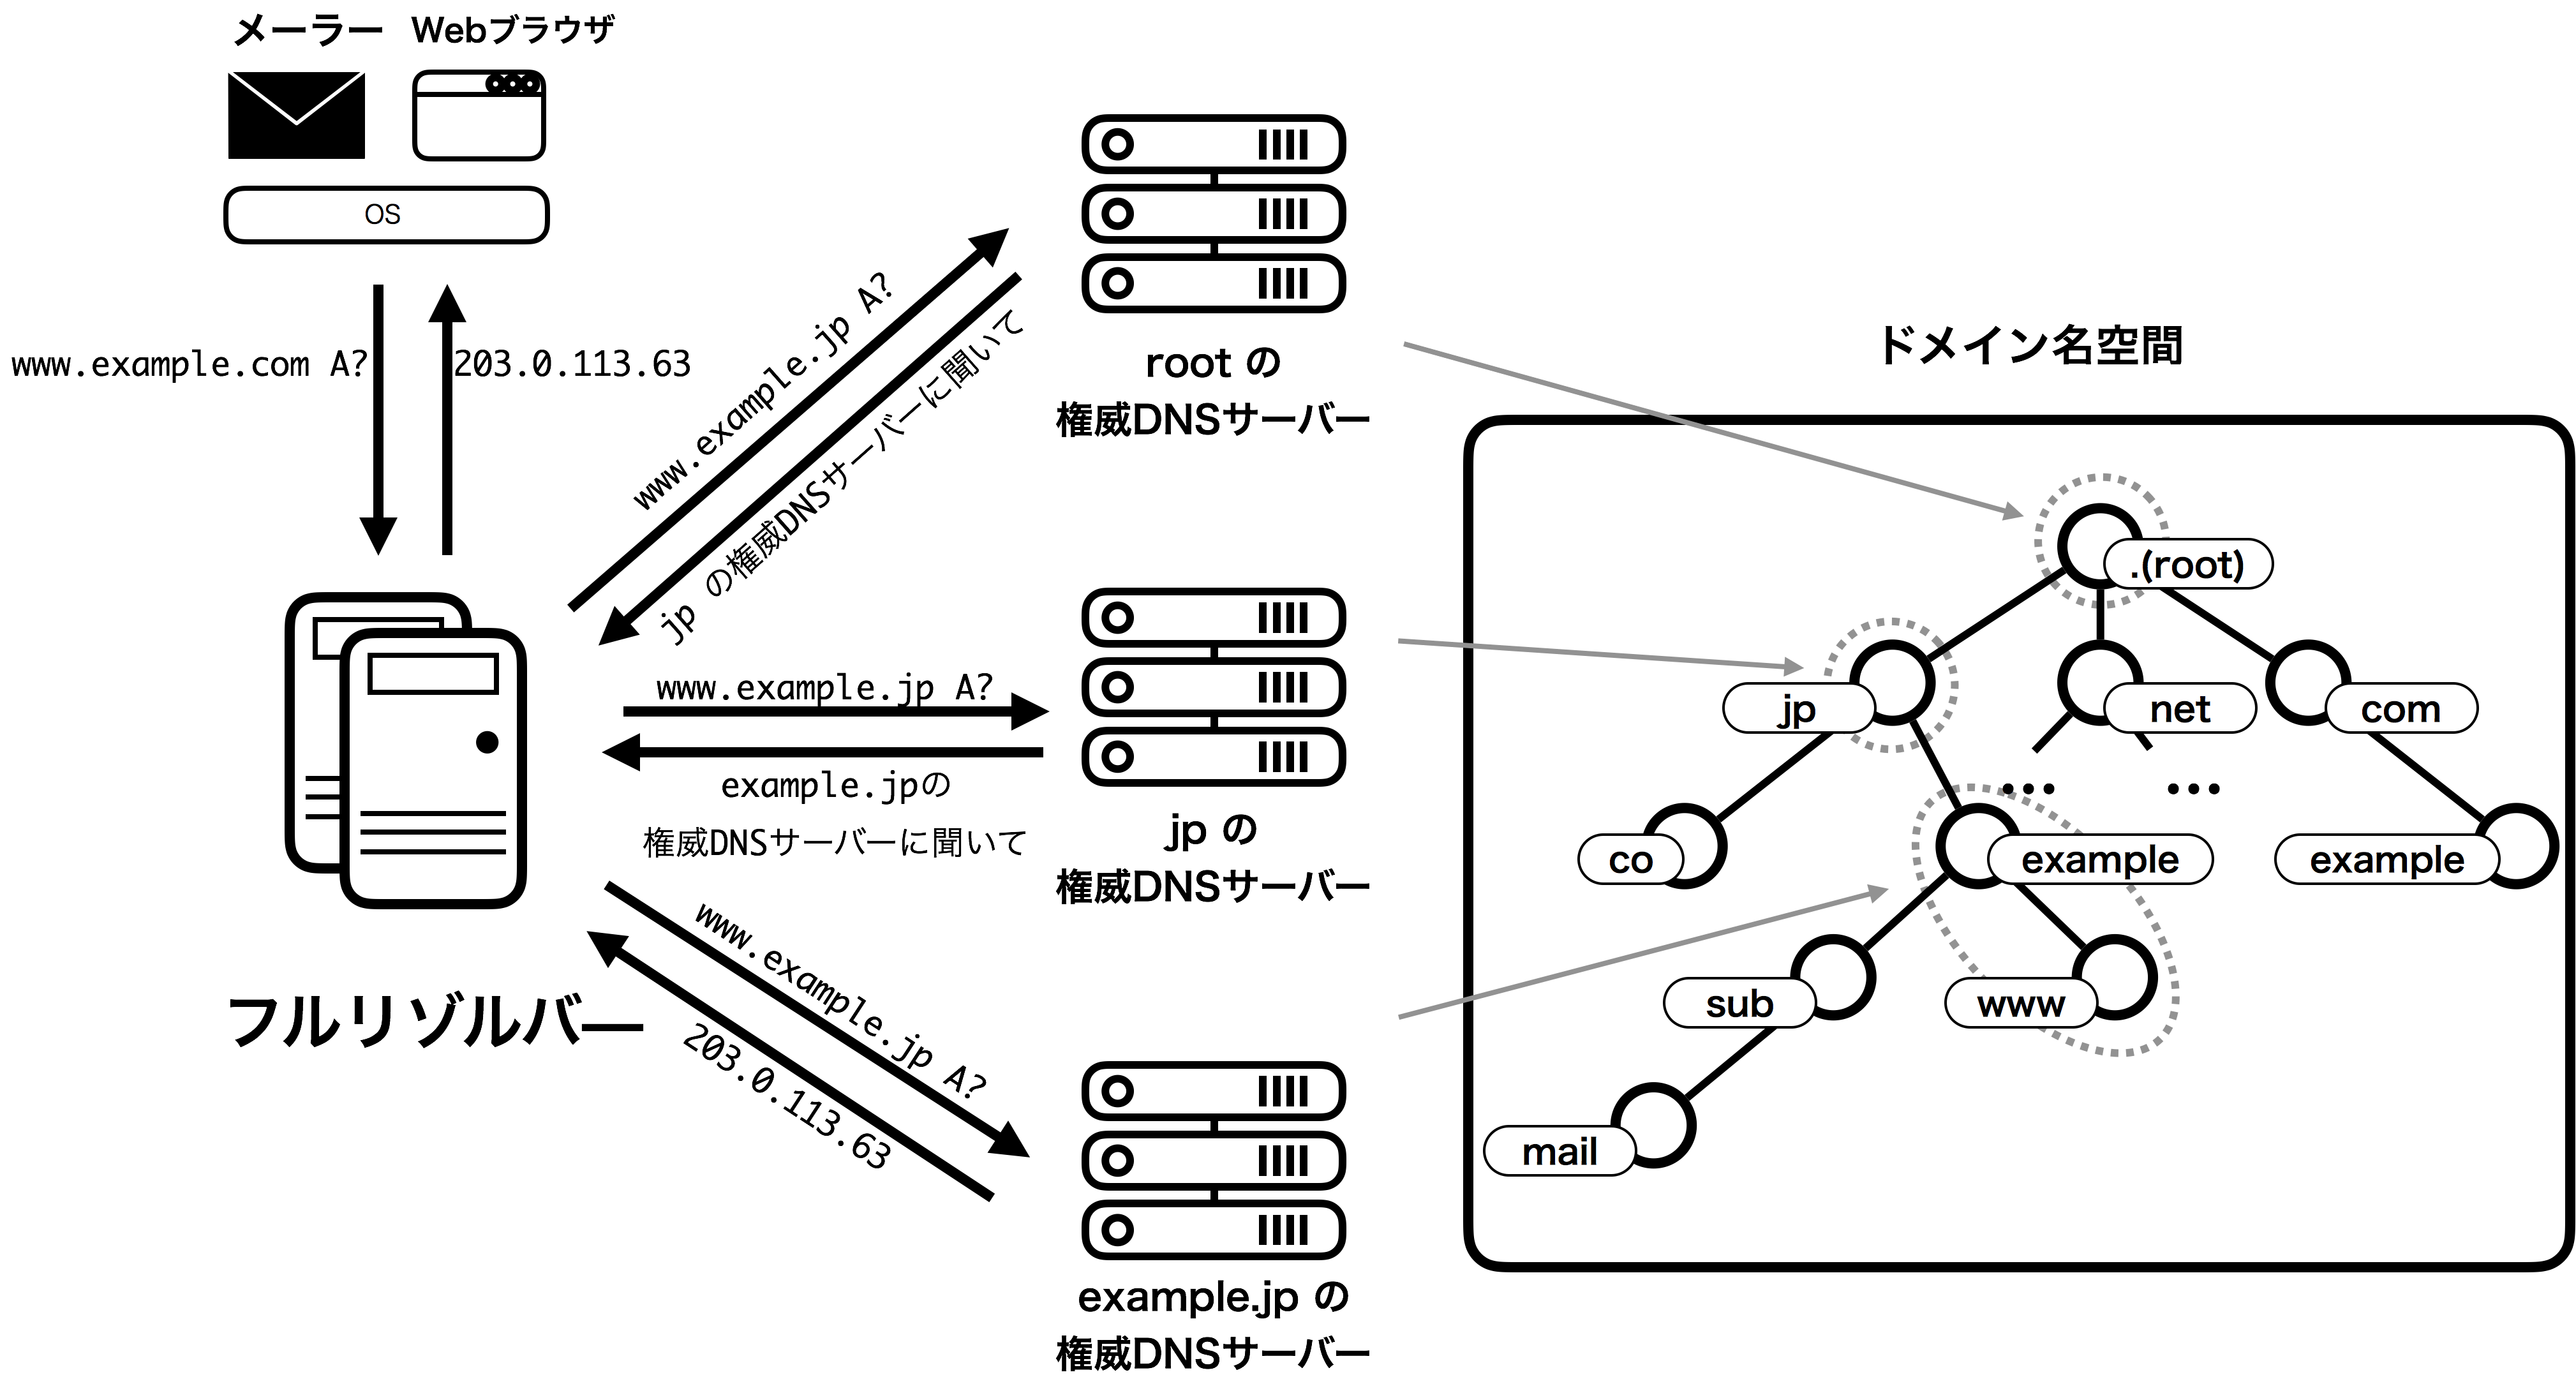 メーラー
Webブラウザ
OS
www.example.com A?
203.0.113.63
フルリゾルバー
www.example.jp A?
jp の権威DNSサーバーに聞いて
www.example.jp A?
example.jpの
権威DNSサーバーに聞いて
www.example.jp A?
203.0.113.63
root の
権威DNSサーバー
jp の
権威DNSサーバー
example.jp の
権威DNSサーバー
ドメイン名空間
.(root)
jp
net
com
...
...
co
example
example
sub
www
mail